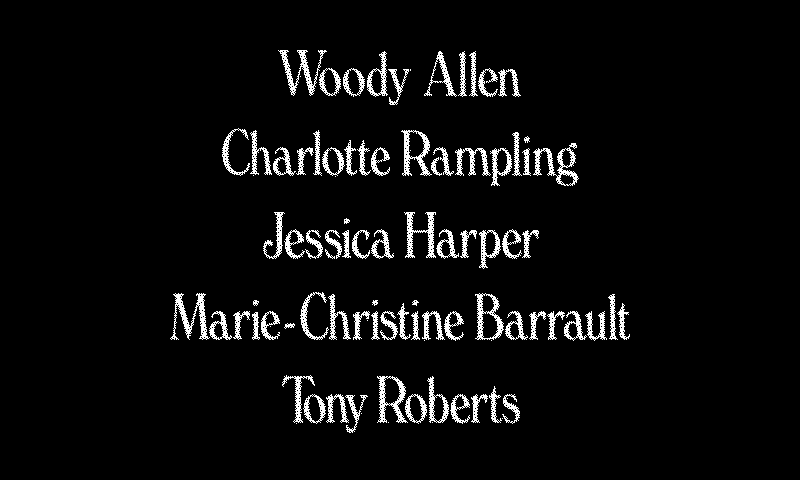 Woody Allen
Charlotte Rampling
Jessica Harper
Marie-Christine Barrault
Tony Roberts